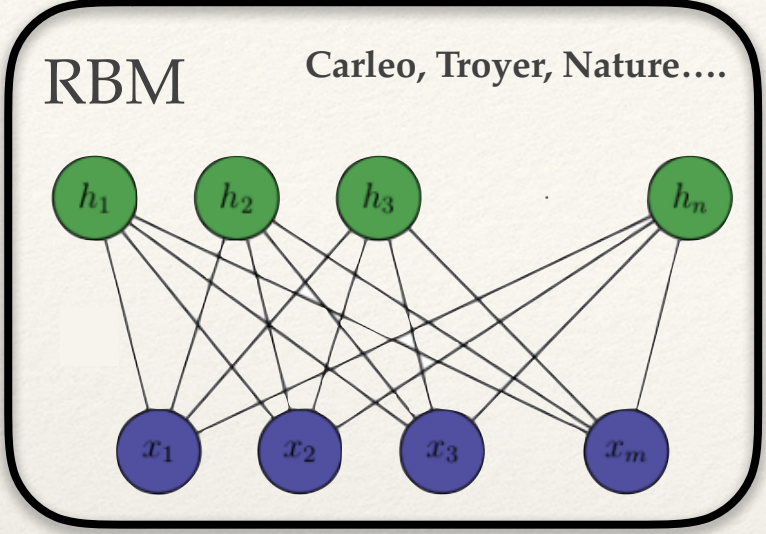 RBM
Carleo, Troyer, Nature....
h₁ h₂ h₃ hₙ
x₁ x₂ x₃ xₘ